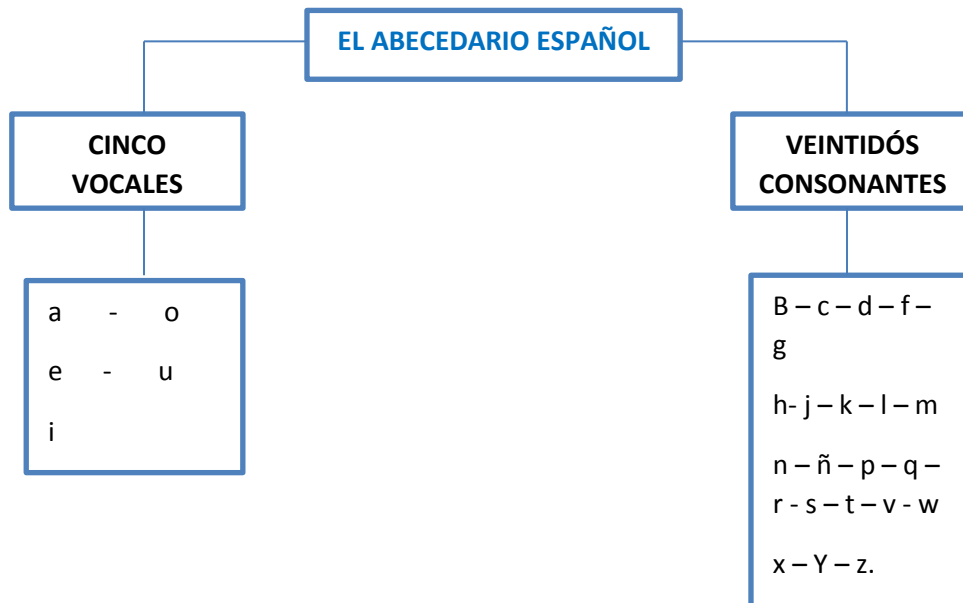 EL ABECEDARIO ESPAÑOL
CINCO
VOCALES
a - o
e - u
i
VEINTIDÓS
CONSONANTES
B – c – d – f –
g
h- j – k – l – m
n – ñ – p – q –
r - s – t – v - w
x – Y – z.